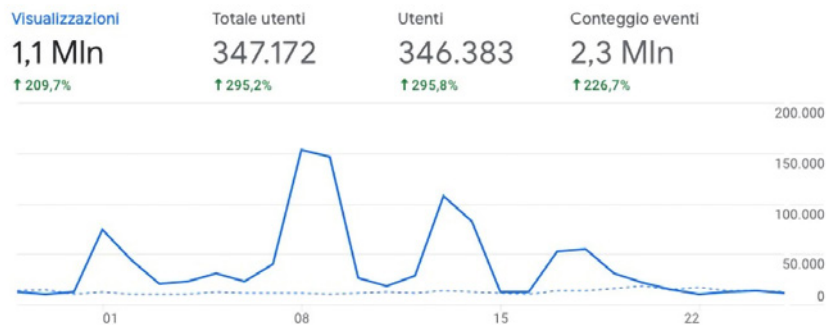 Visualizzazioni Totale utenti Utenti Conteggio eventi
1,1 Mln 347.172 346.383 2,3 Mln
↑ 209,7% ↑ 295,2% ↑ 295,8% ↑ 226,7%
200.000
150.000
100.000
50.000
0
01 08 15 22